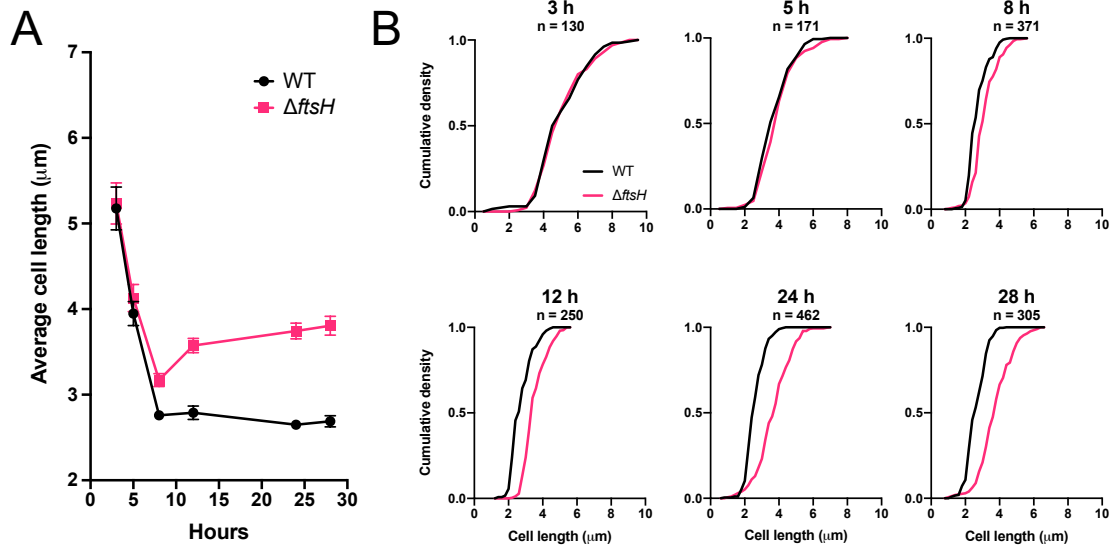 A
7
6
5
4
3
2
Average cell length (μm)
WT
ΔftsH
0 5 10 15 20 25 30
Hours
B
3 h
n = 130
1.0
0.5
0.0
Cumulative density
WT
ΔftsH
0 2 4 6 8 10
5 h
n = 171
1.0
0.5
0.0
0 2 4 6 8 10
8 h
n = 371
1.0
0.5
0.0
0 2 4 6 8 10
12 h
n = 250
1.0
0.5
0.0
Cumulative density
0 2 4 6 8 10
Cell length (μm)
24 h
n = 462
1.0
0.5
0.0
0 2 4 6 8 10
Cell length (μm)
28 h
n = 305
1.0
0.5
0.0
0 2 4 6 8 10
Cell length (μm)